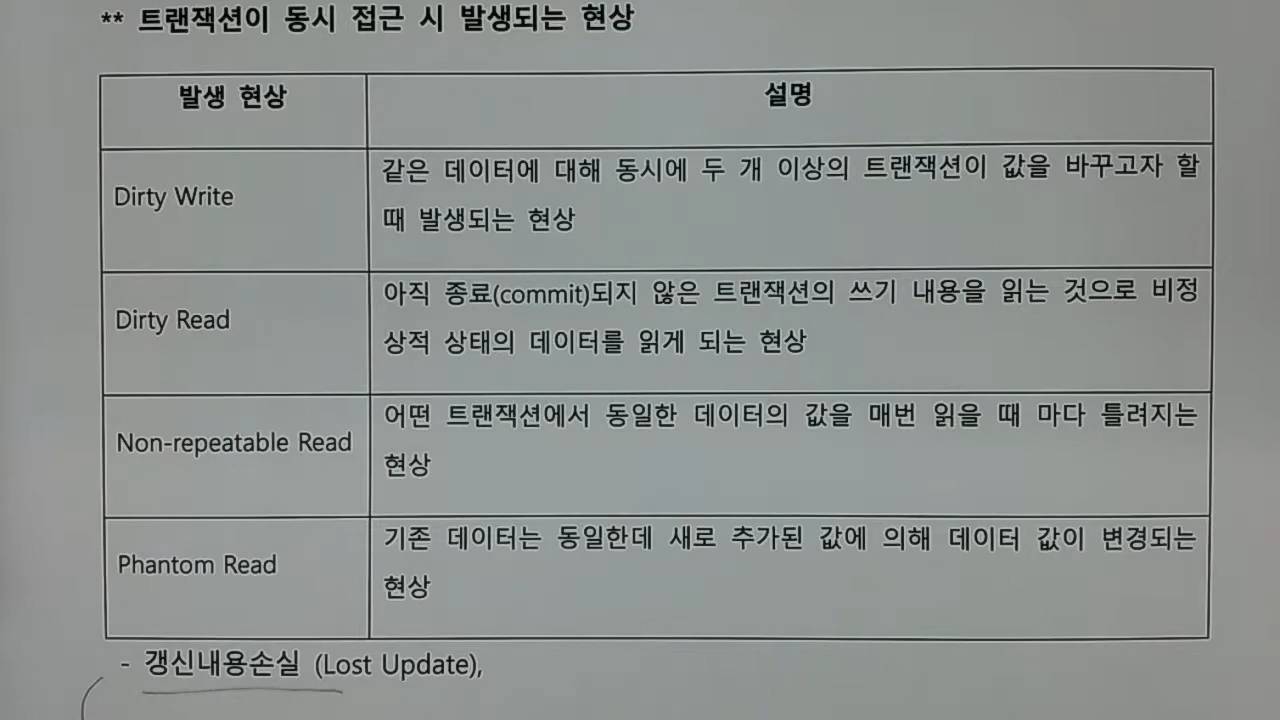 ** 트랜잭션이 동시 접근 시 발생되는 현상
발생 현상
설명
Dirty Write
같은 데이터에 대해 동시에 두 개 이상의 트랜잭션이 값을 바꾸고자 할
때 발생되는 현상
Dirty Read
아직 종료(commit)되지 않은 트랜잭션의 쓰기 내용을 읽는 것으로 비정
상적 상태의 데이터를 읽게 되는 현상
Non-repeatable Read
어떤 트랜잭션에서 동일한 데이터의 값을 매번 읽을 때 마다 틀려지는
현상
Phantom Read
기존 데이터는 동일한데 새로 추가된 값에 의해 데이터 값이 변경되는
현상
- 갱신내용손실 (Lost Update),